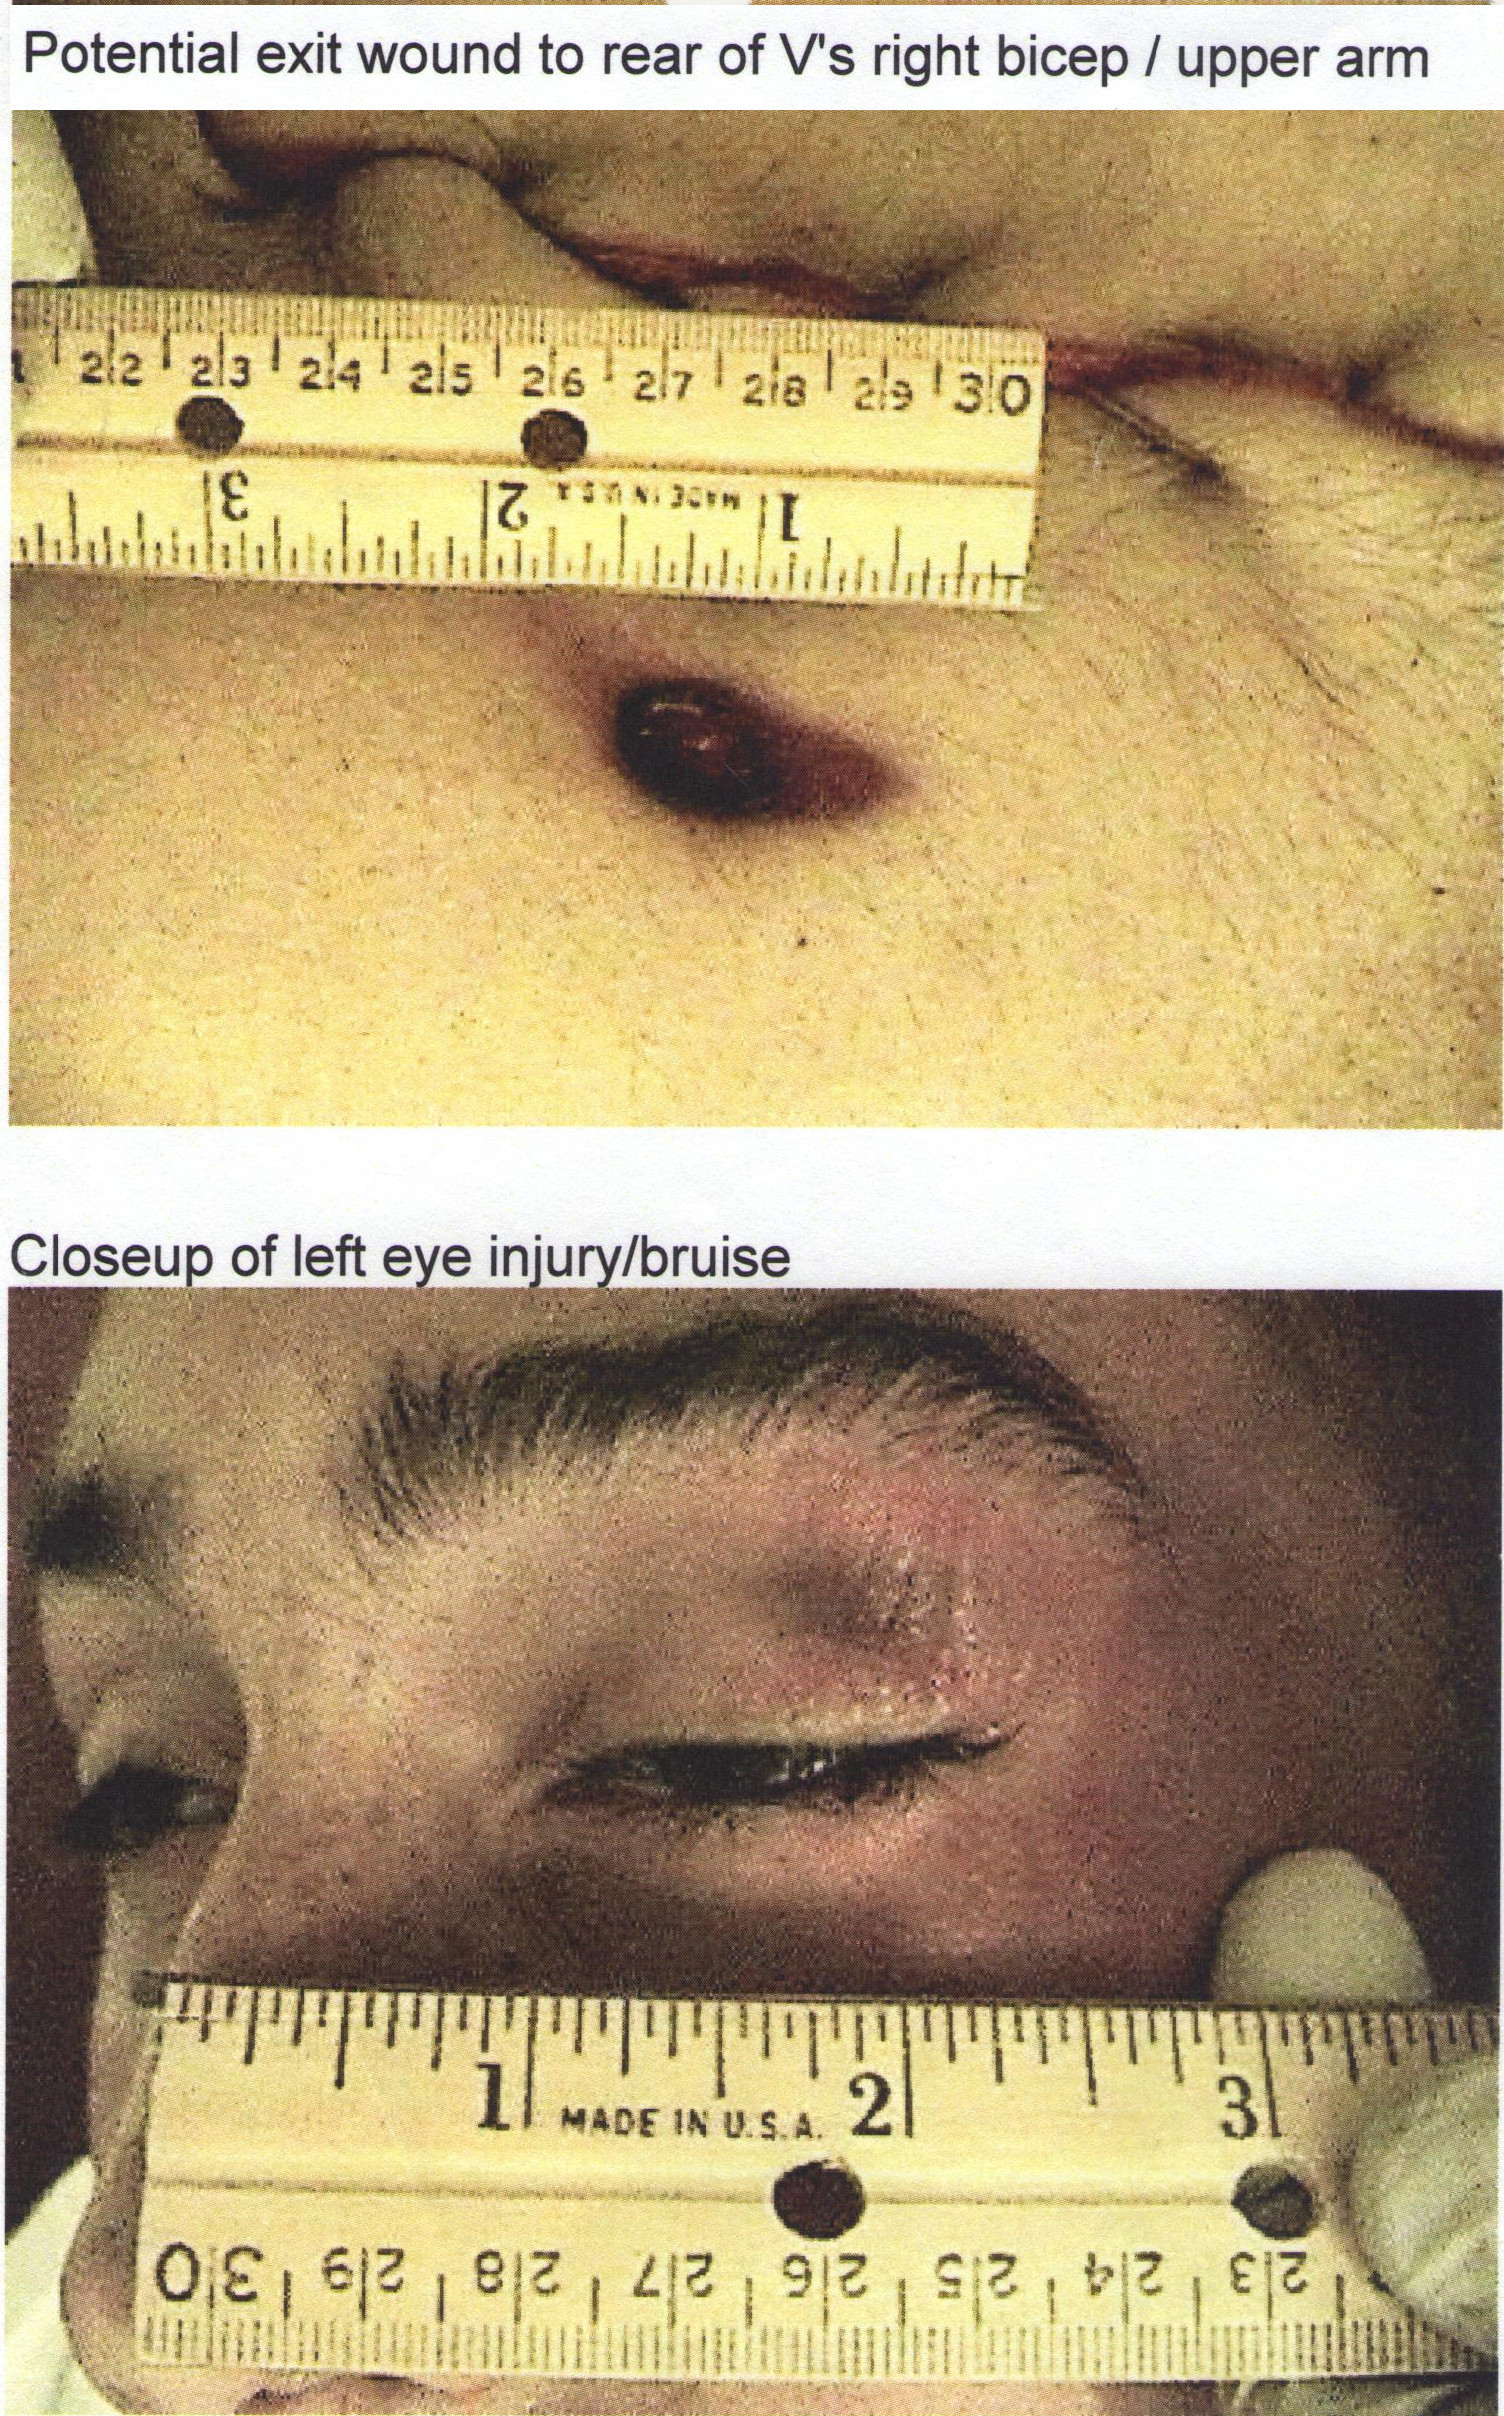 Potential exit wound to rear of V's right bicep / upper arm
22 23 24 25 26 27 28 29 30
3 2 MADE IN U.S.A. 1
Closeup of left eye injury/bruise
1 MADE IN U.S.A. 2 3
30 29 28 27 26 25 24 23